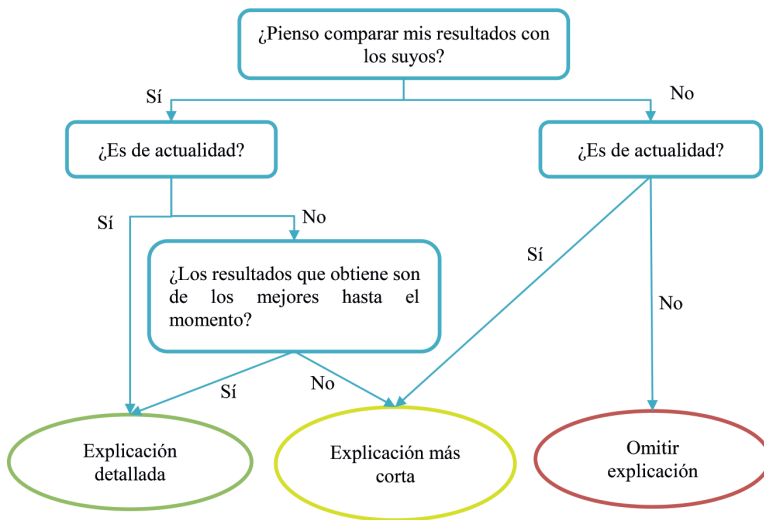 ¿Pienso comparar mis resultados con
los suyos?
Sí
No
¿Es de actualidad?
¿Es de actualidad?
Sí
No
¿Los resultados que obtiene son
de los mejores hasta el
momento?
Sí
No
Sí
No
Explicación
detallada
Explicación más
corta
Omitir
explicación